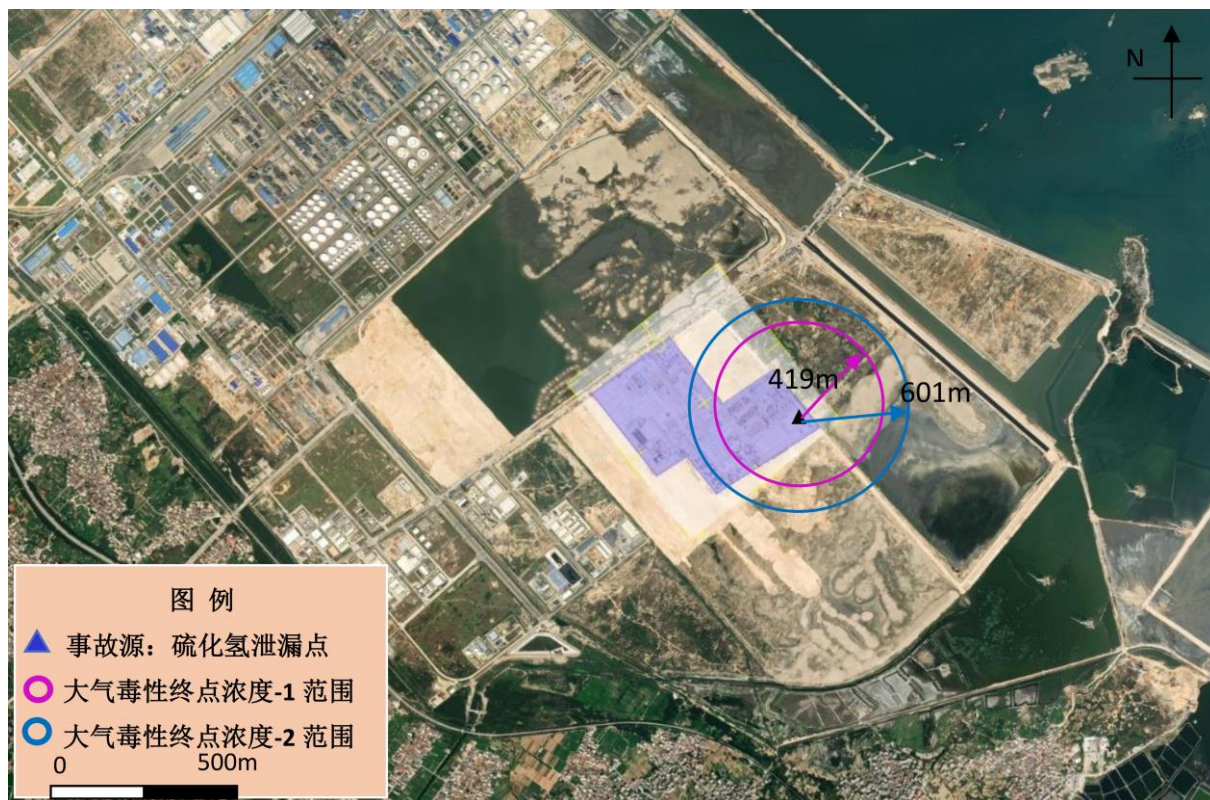 N
419m
601m
图 例
事故源：硫化氢泄漏点
大气毒性终点浓度-1 范围
大气毒性终点浓度-2 范围
0 500m